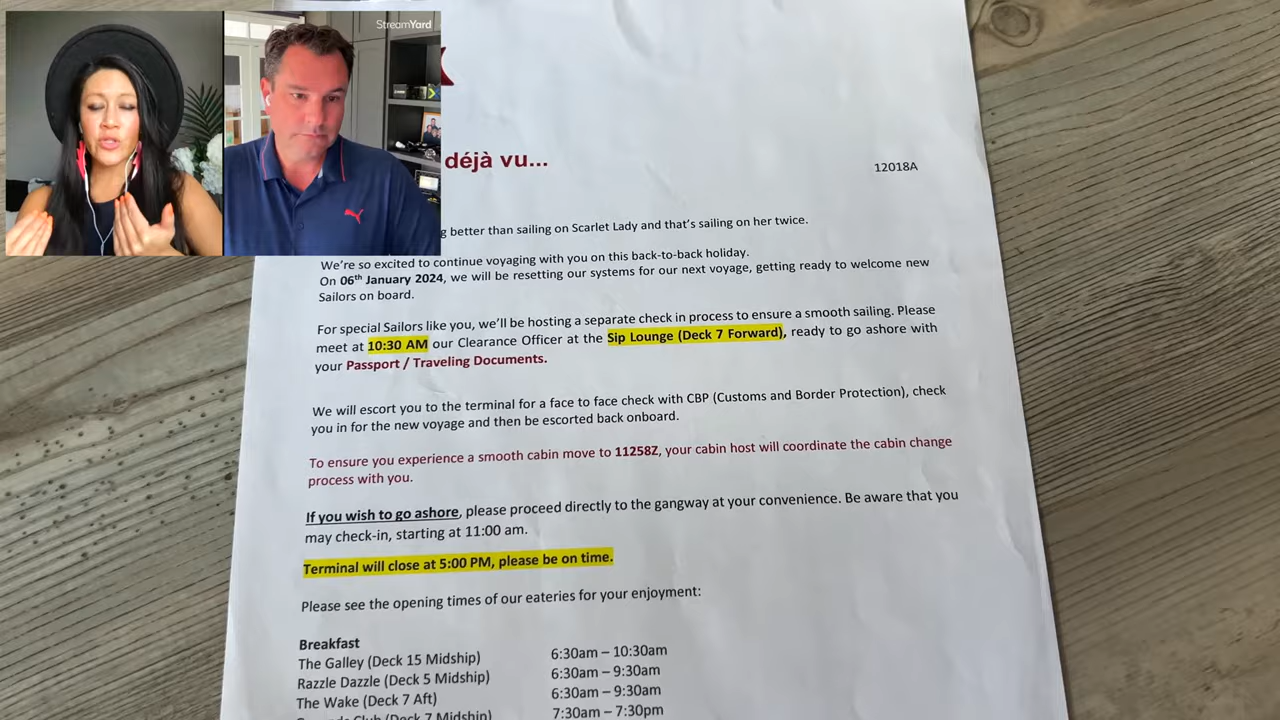 StreamYard
déjà vu...
12018A
better than sailing on Scarlet Lady and that's sailing on her twice.
We're so excited to continue voyaging with you on this back-to-back holiday.
On 06th January 2024, we will be resetting our systems for our next voyage, getting ready to welcome new
Sailors on board.
For special Sailors like you, we'll be hosting a separate check in process to ensure a smooth sailing. Please
meet at 10:30 AM our Clearance Officer at the Sip Lounge (Deck 7 Forward), ready to go ashore with
your Passport / Traveling Documents.
We will escort you to the terminal for a face to face check with CBP (Customs and Border Protection), check
you in for the new voyage and then be escorted back onboard.
To ensure you experience a smooth cabin move to 11258Z, your cabin host will coordinate the cabin change
process with you.
If you wish to go ashore, please proceed directly to the gangway at your convenience. Be aware that you
may check-in, starting at 11:00 am.
Terminal will close at 5:00 PM, please be on time.
Please see the opening times of our eateries for your enjoyment:
Breakfast
The Galley (Deck 15 Midship) 6:30am – 10:30am
Razzle Dazzle (Deck 5 Midship) 6:30am – 9:30am
The Wake (Deck 7 Aft) 6:30am – 9:30am
Club (Deck 7 Midship) 7:30am – 7:30pm